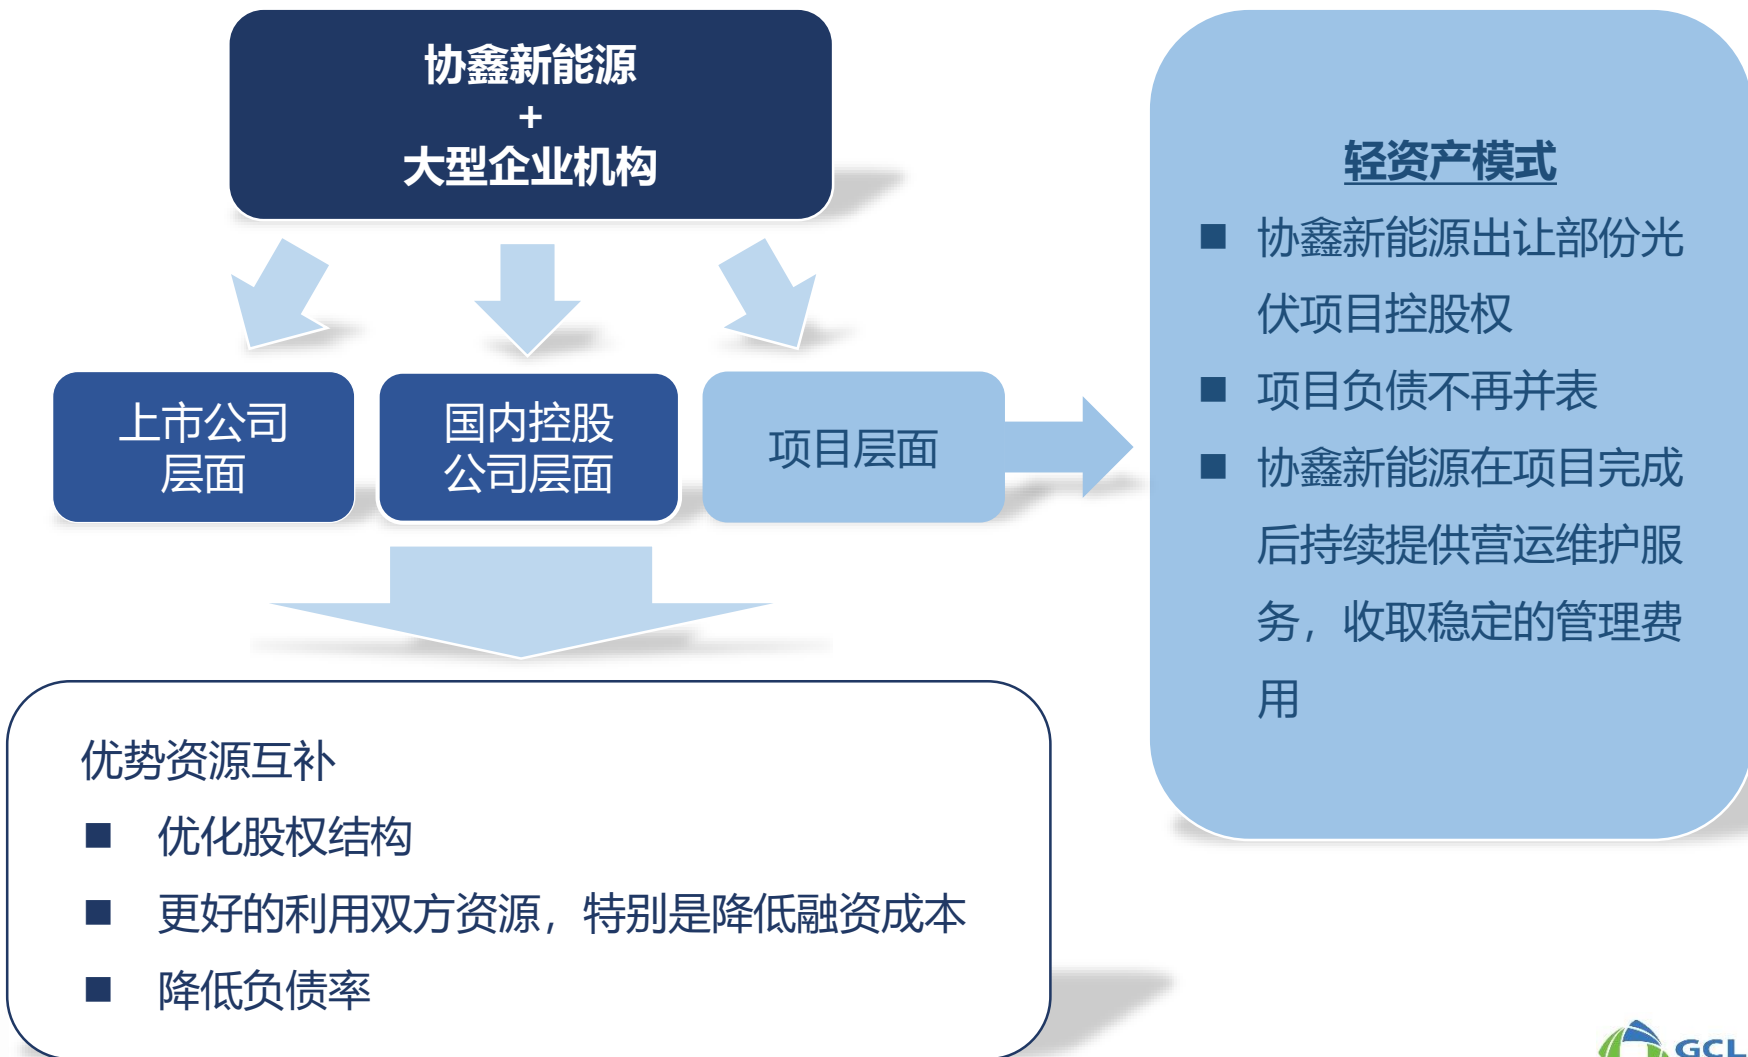 协鑫新能源
+
大型企业机构
上市公司
层面
国内控股
公司层面
项目层面
优势资源互补
■ 优化股权结构
■ 更好的利用双方资源，特别是降低融资成本
■ 降低负债率
轻资产模式
■ 协鑫新能源出让部份光
伏项目控股权
■ 项目负债不再并表
■ 协鑫新能源在项目完成
后持续提供营运维护服
务，收取稳定的管理费
用
GCL